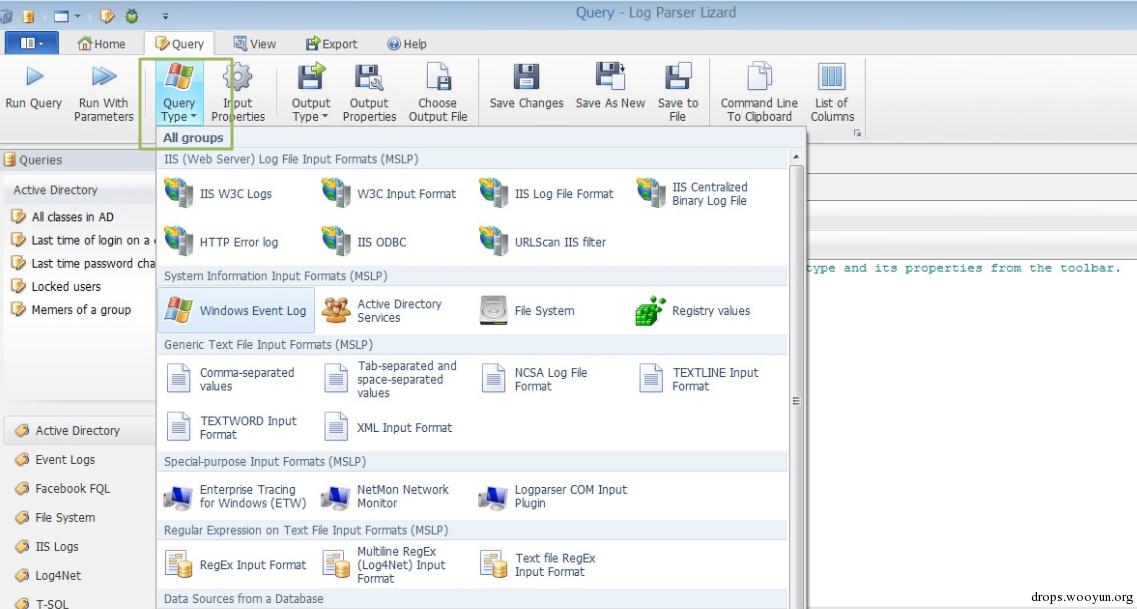 Query - Log Parser Lizard
Home
Query
View
Export
Help
Run Query
Run With
Parameters
Query
Type
Input
Properties
Output
Type
Output
Properties
Choose
Output File
Save Changes
Save As New
Save to
File
Command Line
To Clipboard
List of
Columns
All groups
Queries
Active Directory
All classes in AD
Last time of login on a
Last time password cha
Locked users
Memers of a group
Active Directory
Event Logs
Facebook FQL
File System
IIS Logs
Log4Net
T-SQL
IIS (Web Server) Log File Input Formats (MSLP)
IIS W3C Logs
W3C Input Format
IIS Log File Format
IIS Centralized
Binary Log File
HTTP Error log
IIS ODBC
URLScan IIS filter
System Information Input Formats (MSLP)
Windows Event Log
Active Directory
Services
File System
Registry values
Generic Text File Input Formats (MSLP)
Comma-separated
values
Tab-separated and
space-separated
values
NCSA Log File
Format
TEXTLINE Input
Format
TEXTWORD Input
Format
XML Input Format
Special-purpose Input Formats (MSLP)
Enterprise Tracing
for Windows (ETW)
NetMon Network
Monitor
Logparser COM Input
Plugin
Regular Expression on Text File Input Formats (MSLP)
RegEx Input Format
Multiline RegEx
(Log4Net) Input
Format
Text file RegEx
Input Format
Data Sources from a Database
type and its properties from the toolbar.
drops.wooyun.org